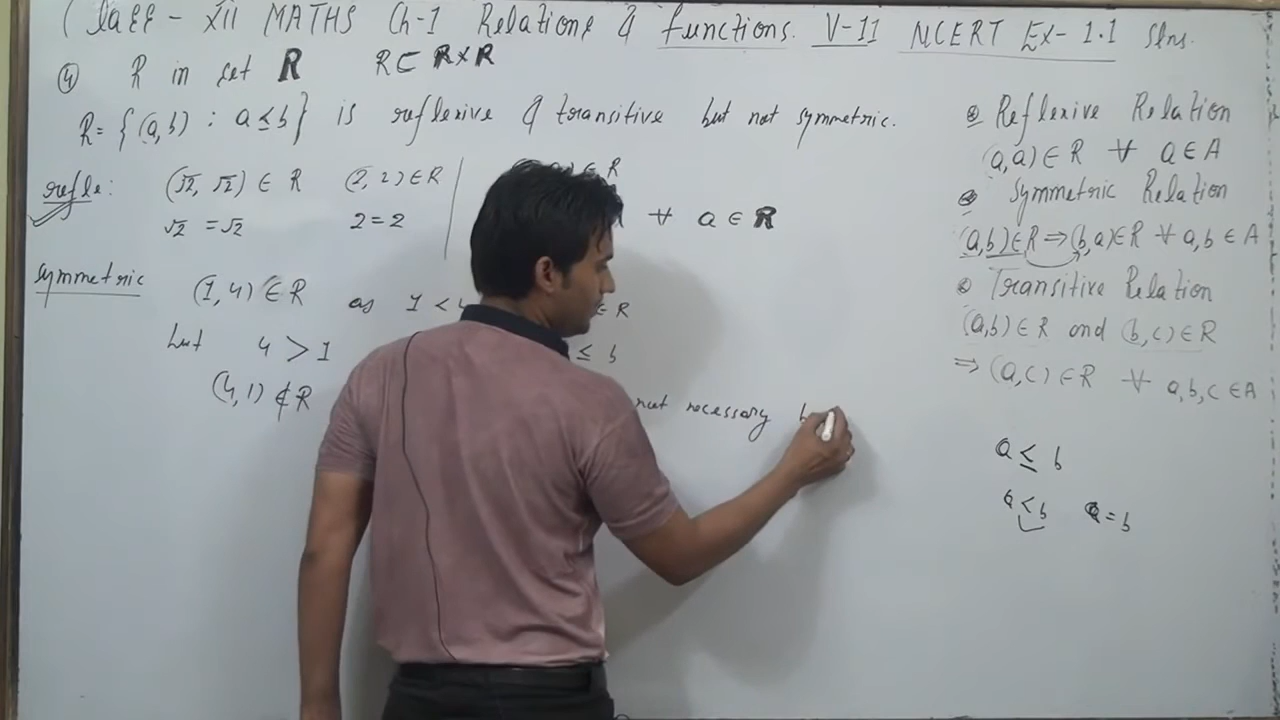 Class - XII MATHS Ch-1 Relations & functions. V-11 NCERT Ex-1.1 Slns.
④ R in set R R⊂ R×R
R = {(a,b) : a ≤ b} is reflexive & transitive but not symmetric.
refle: (√2, √2) ∈ R (2, 2) ∈ R ∈ R
√2 = √2 2 = 2 ∀ a ∈ R
symmetric (1,4) ∈ R as 1 < 4 ∈ R
but 4 > 1 ≤ b
(4,1) ∉ R not necessary b
Reflexive Relation
(a,a) ∈ R ∀ a ∈ A
Symmetric Relation
(a,b) ∈ R ⇒ (b,a) ∈ R ∀ a,b ∈ A
Transitive Relation
(a,b) ∈ R and (b,c) ∈ R
⇒ (a,c) ∈ R ∀ a,b,c ∈ A
a ≤ b
a < b a = b